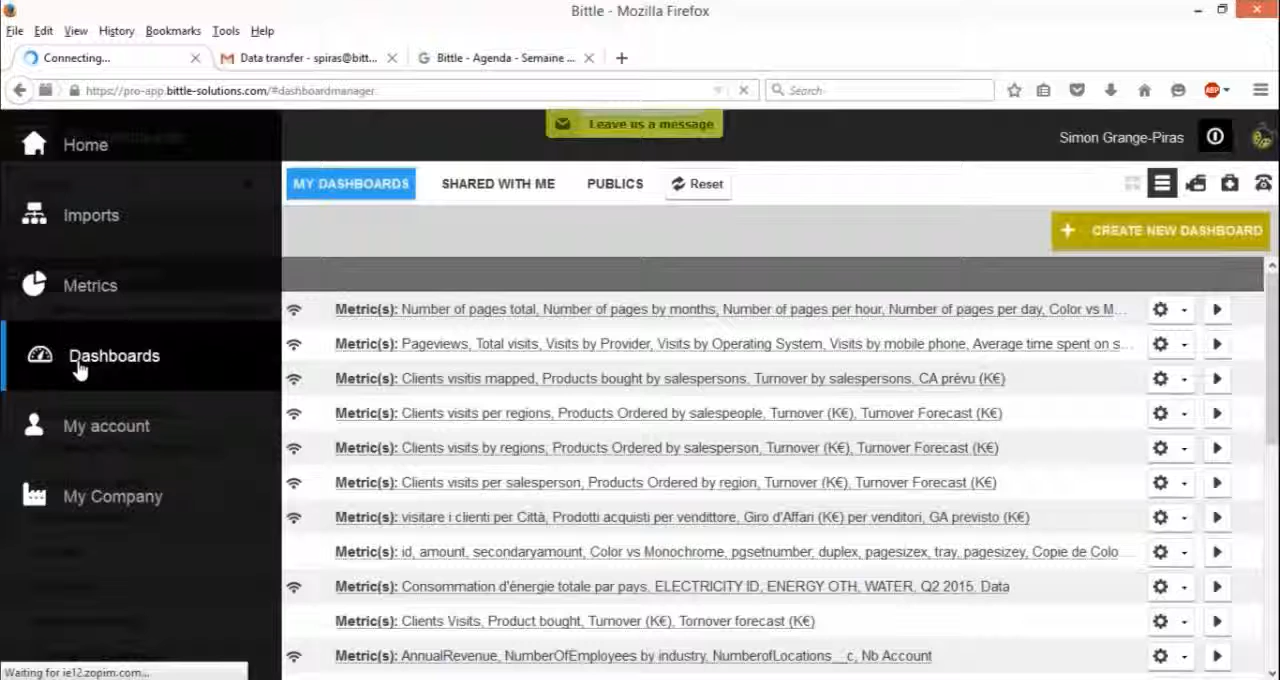 Bittle - Mozilla Firefox
File Edit View History Bookmarks Tools Help
Connecting...
Data transfer - spiras@bitt...
Bittle - Agenda - Semaine ...
https://pro-app.bittle-solutions.com/#dashboardmanager
Search
Leave us a message
Home
Simon Grange-Piras
MY DASHBOARDS
SHARED WITH ME
PUBLICS
Reset
Imports
CREATE NEW DASHBOARD
Metrics
Metric(s): Number of pages total, Number of pages by months, Number of pages per hour, Number of pages per day, Color vs M...
Metric(s): Pageviews, Total visits, Visits by Provider, Visits by Operating System, Visits by mobile phone, Average time spent on s...
Dashboards
Metric(s): Clients visitis mapped, Products bought by salespersons. Turnover by salespersons, CA prévu (K€)
Metric(s): Clients visits per regions, Products Ordered by salespeople, Turnover (K€), Turnover Forecast (K€)
My account
Metric(s): Clients visits by regions, Products Ordered by salesperson, Turnover (K€), Turnover Forecast (K€)
Metric(s): Clients visits per salesperson, Products Ordered by region, Turnover (K€), Turnover Forecast (K€)
My Company
Metric(s): visitare i clienti per Città, Prodotti acquisti per vendittore, Giro d'Affari (K€) per venditori, GA previsto (K€)
Metric(s): id, amount, secondaryamount, Color vs Monochrome, pgsetnumber, duplex, pagesizex, tray, pagesizey, Copie de Colo
Metric(s): Consommation d'énergie totale par pays, ELECTRICITY ID, ENERGY OTH, WATER, Q2 2015, Data
Metric(s): Clients Visits, Product bought, Turnover (K€), Tornover forecast (K€)
Metric(s): AnnualRevenue, NumberOfEmployees by industry, NumberofLocations__c, Nb Account
Waiting for ie12.zopim.com...